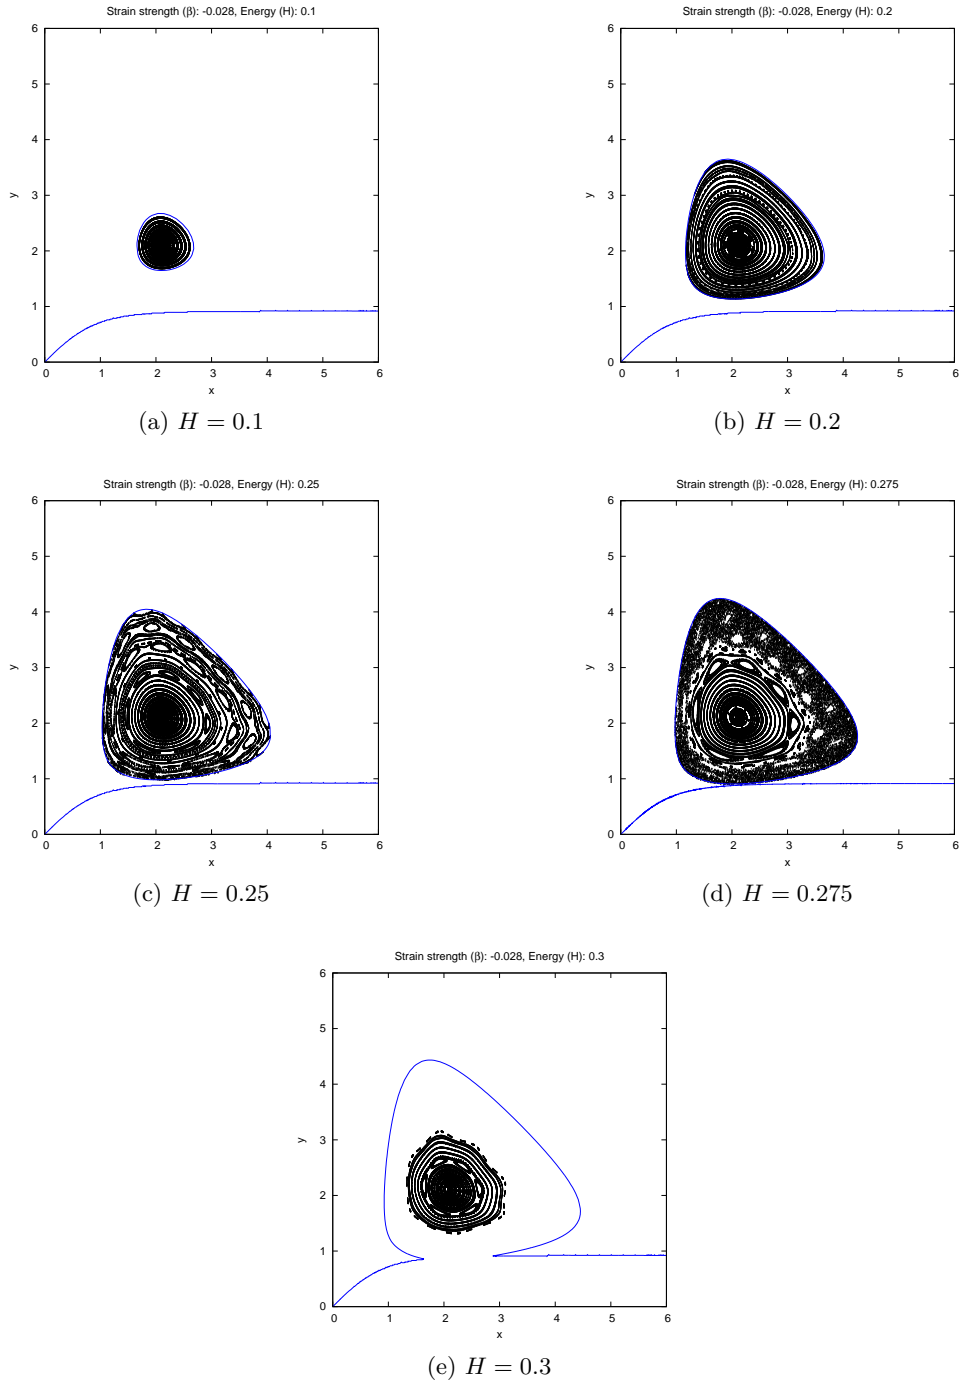 Strain strength (β): -0.028, Energy (H): 0.1
Strain strength (β): -0.028, Energy (H): 0.2
6
5
4
3
2
1
0
y
0 1 2 3 4 5 6
x
6
5
4
3
2
1
0
y
0 1 2 3 4 5 6
x
(a) H = 0.1
(b) H = 0.2
Strain strength (β): -0.028, Energy (H): 0.25
Strain strength (β): -0.028, Energy (H): 0.275
6
5
4
3
2
1
0
y
0 1 2 3 4 5 6
x
6
5
4
3
2
1
0
y
0 1 2 3 4 5 6
x
(c) H = 0.25
(d) H = 0.275
Strain strength (β): -0.028, Energy (H): 0.3
6
5
4
3
2
1
0
y
0 1 2 3 4 5 6
x
(e) H = 0.3